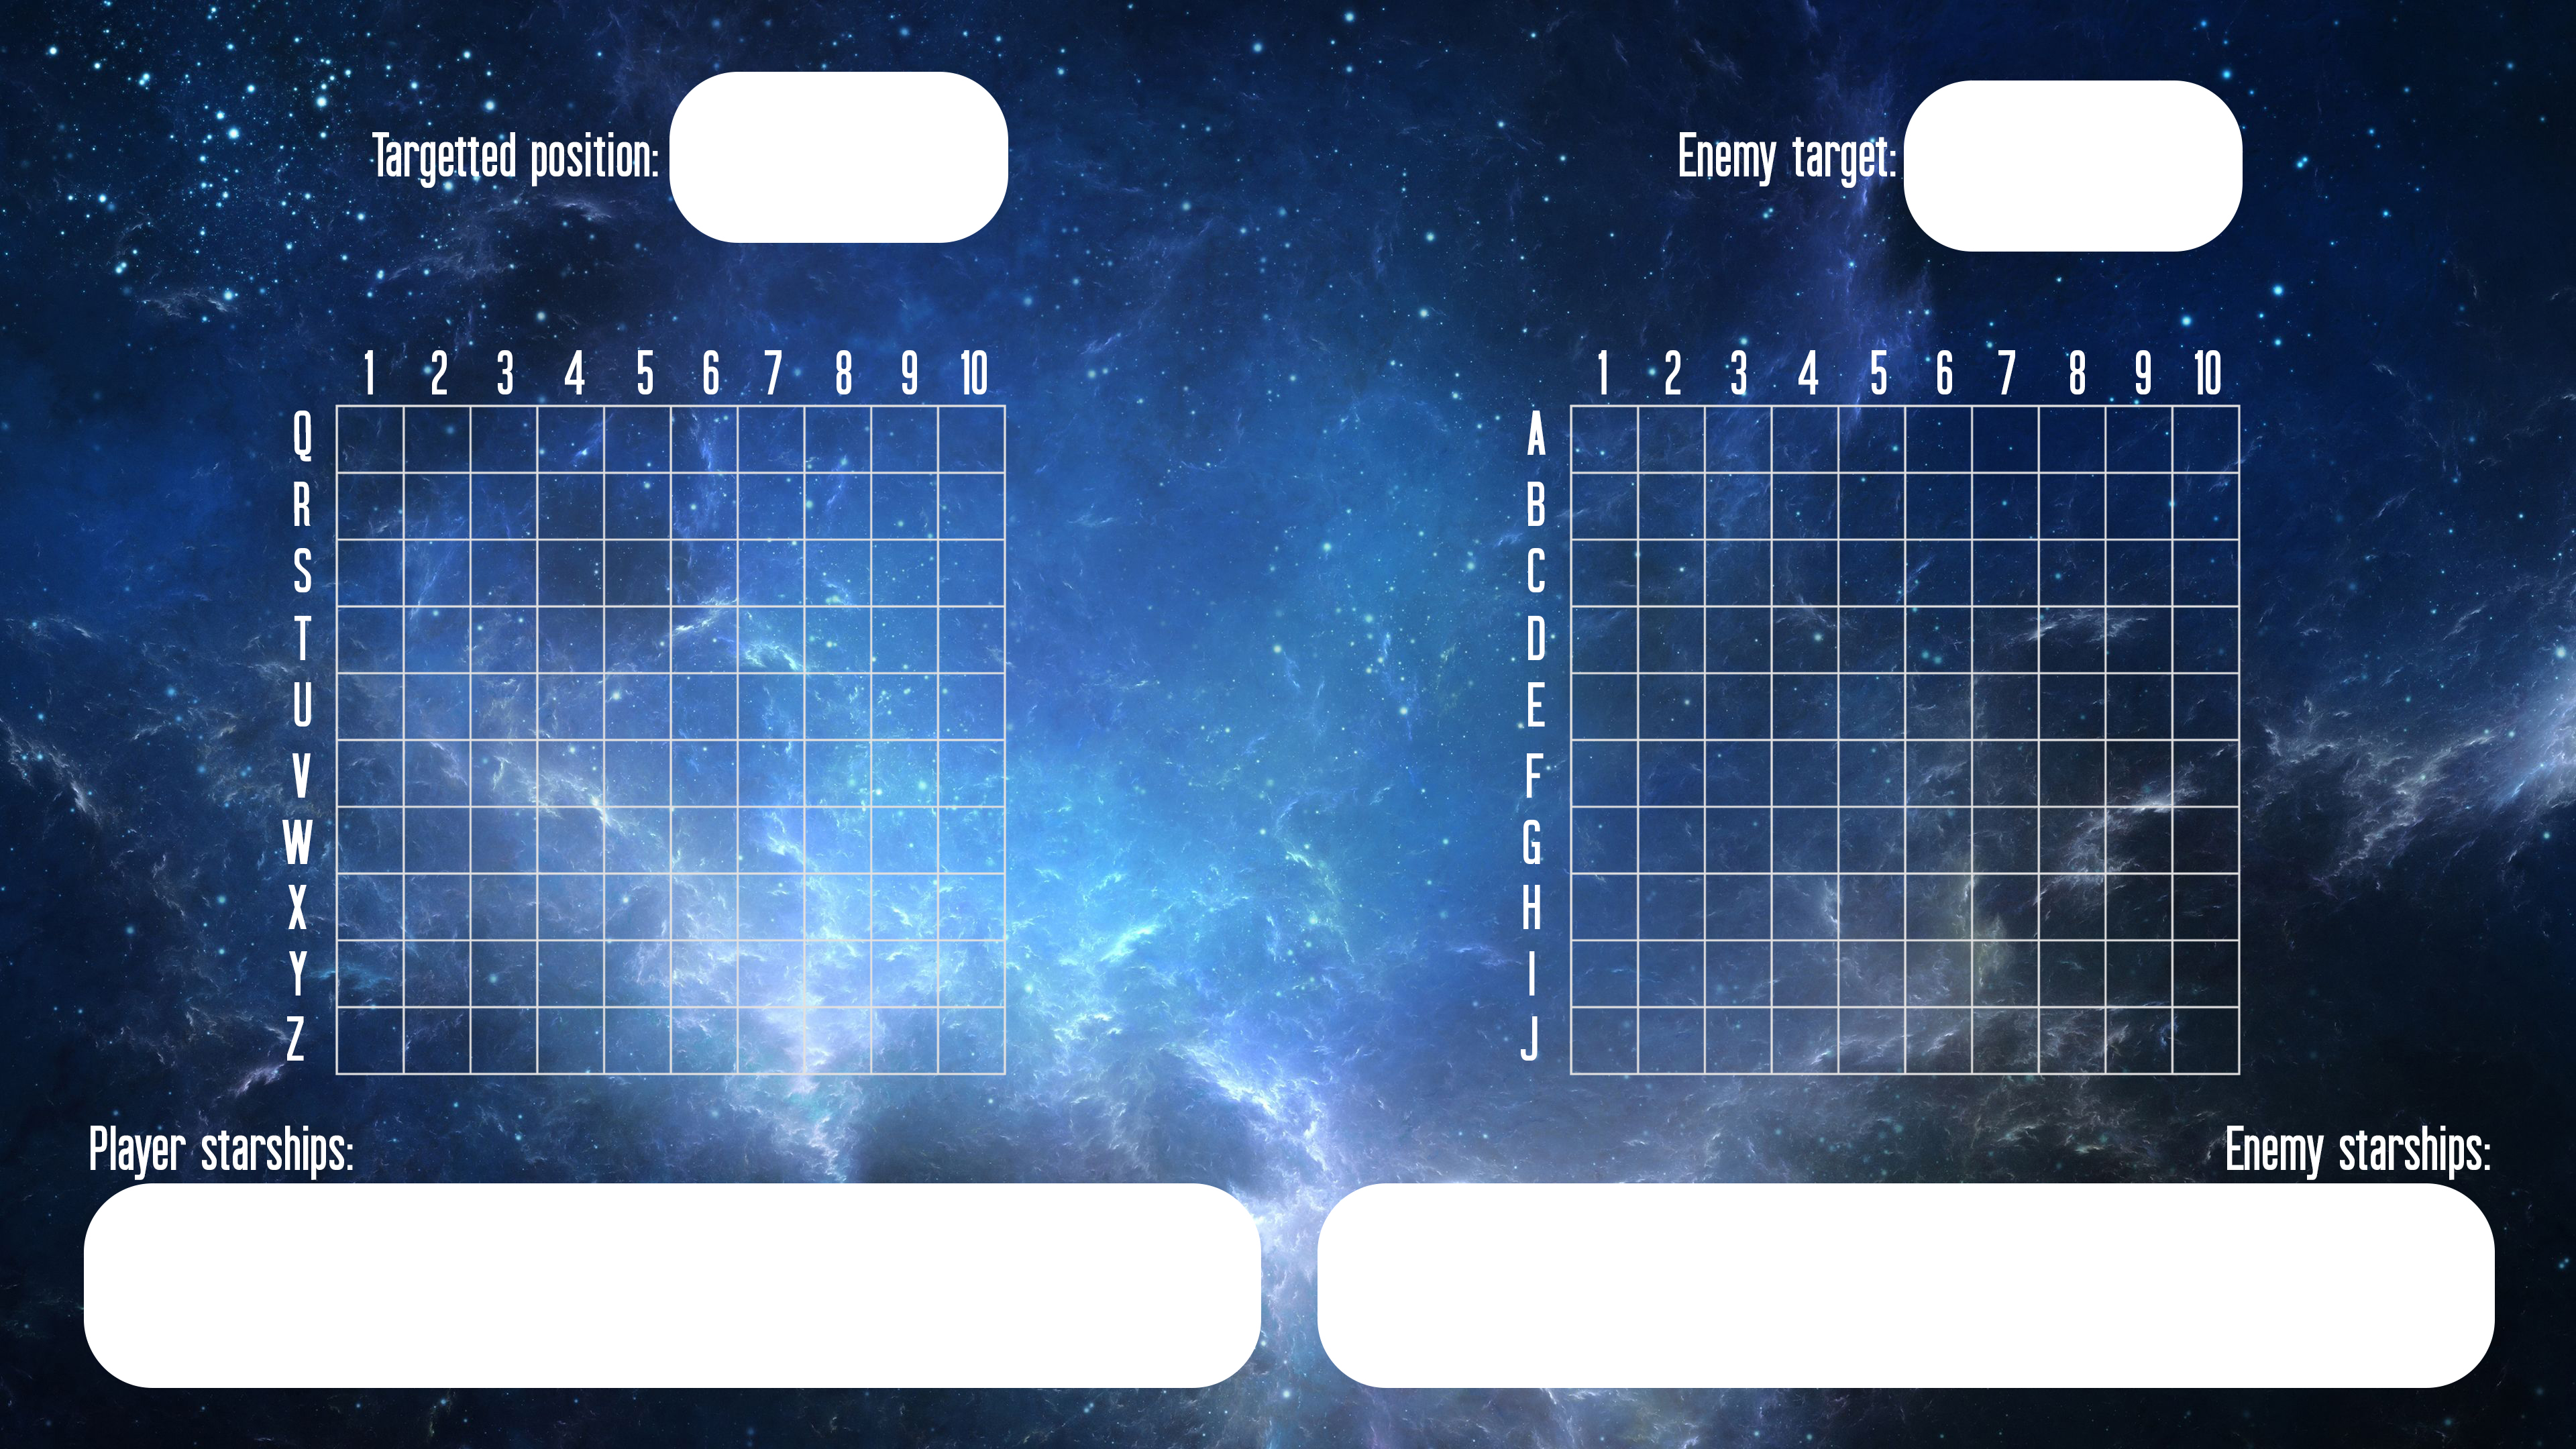 Targetted position:
Enemy target:
1 2 3 4 5 6 7 8 9 10
Q
R
S
T
U
V
W
X
Y
Z
1 2 3 4 5 6 7 8 9 10
A
B
C
D
E
F
G
H
I
J
Player starships:
Enemy starships: